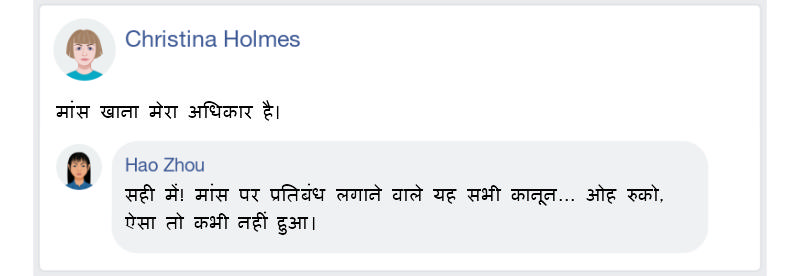 Christina Holmes
मांस खाना मेरा अधिकार है।
Hao Zhou
सही में! मांस पर प्रतिबंध लगाने वाले यह सभी कानून... ओह रुको,
ऐसा तो कभी नहीं हुआ।